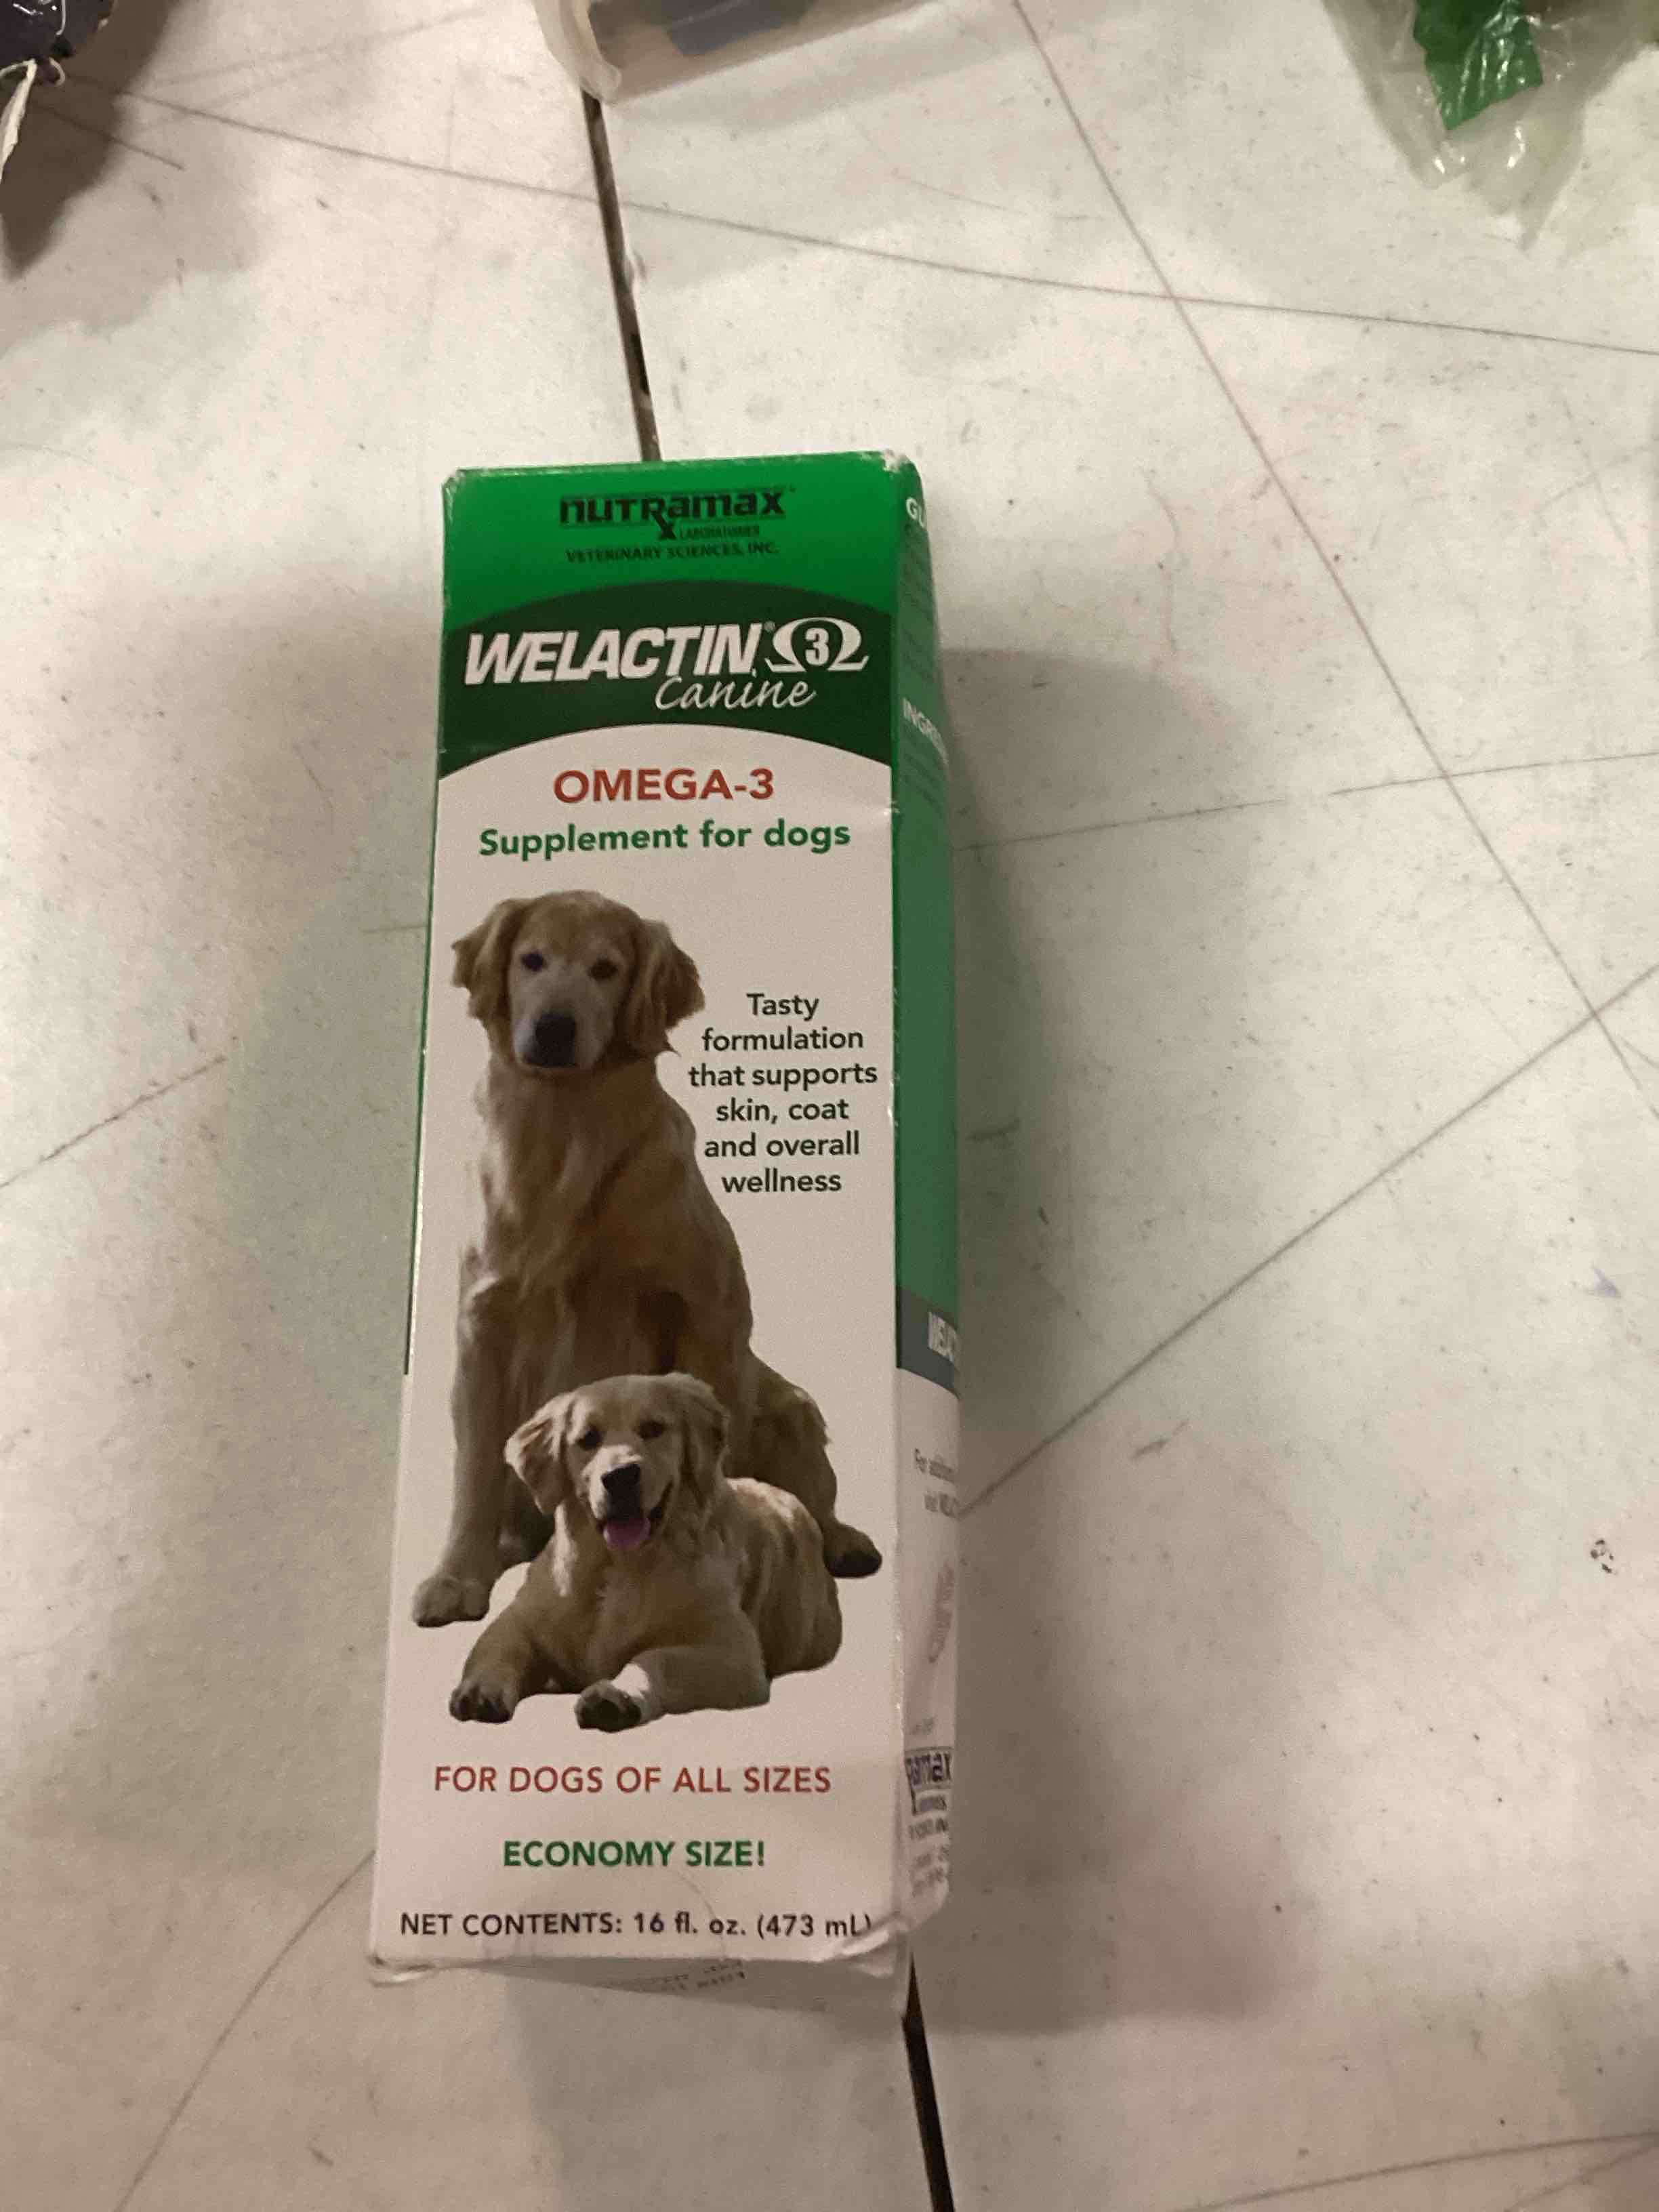 nutramax
LABORATORIES
VETERINARY SCIENCES, INC.
WELACTIN® Ω3
Canine
OMEGA-3
Supplement for dogs
Tasty
formulation
that supports
skin, coat
and overall
wellness
FOR DOGS OF ALL SIZES
ECONOMY SIZE!
NET CONTENTS: 16 fl. oz. (473 mL)